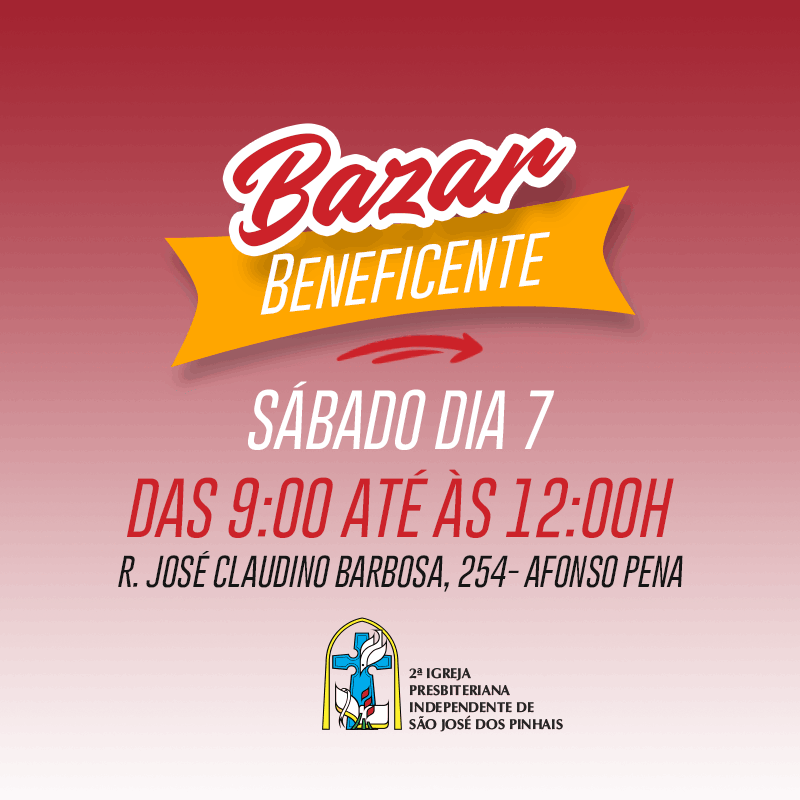 Bazar
BENEFICENTE
SÁBADO DIA 7
DAS 9:00 ATÉ ÀS 12:00H
R. JOSÉ CLAUDINO BARBOSA, 254- AFONSO PENA
2ª IGREJA
PRESBITERIANA
INDEPENDENTE DE
SÃO JOSÉ DOS PINHAIS